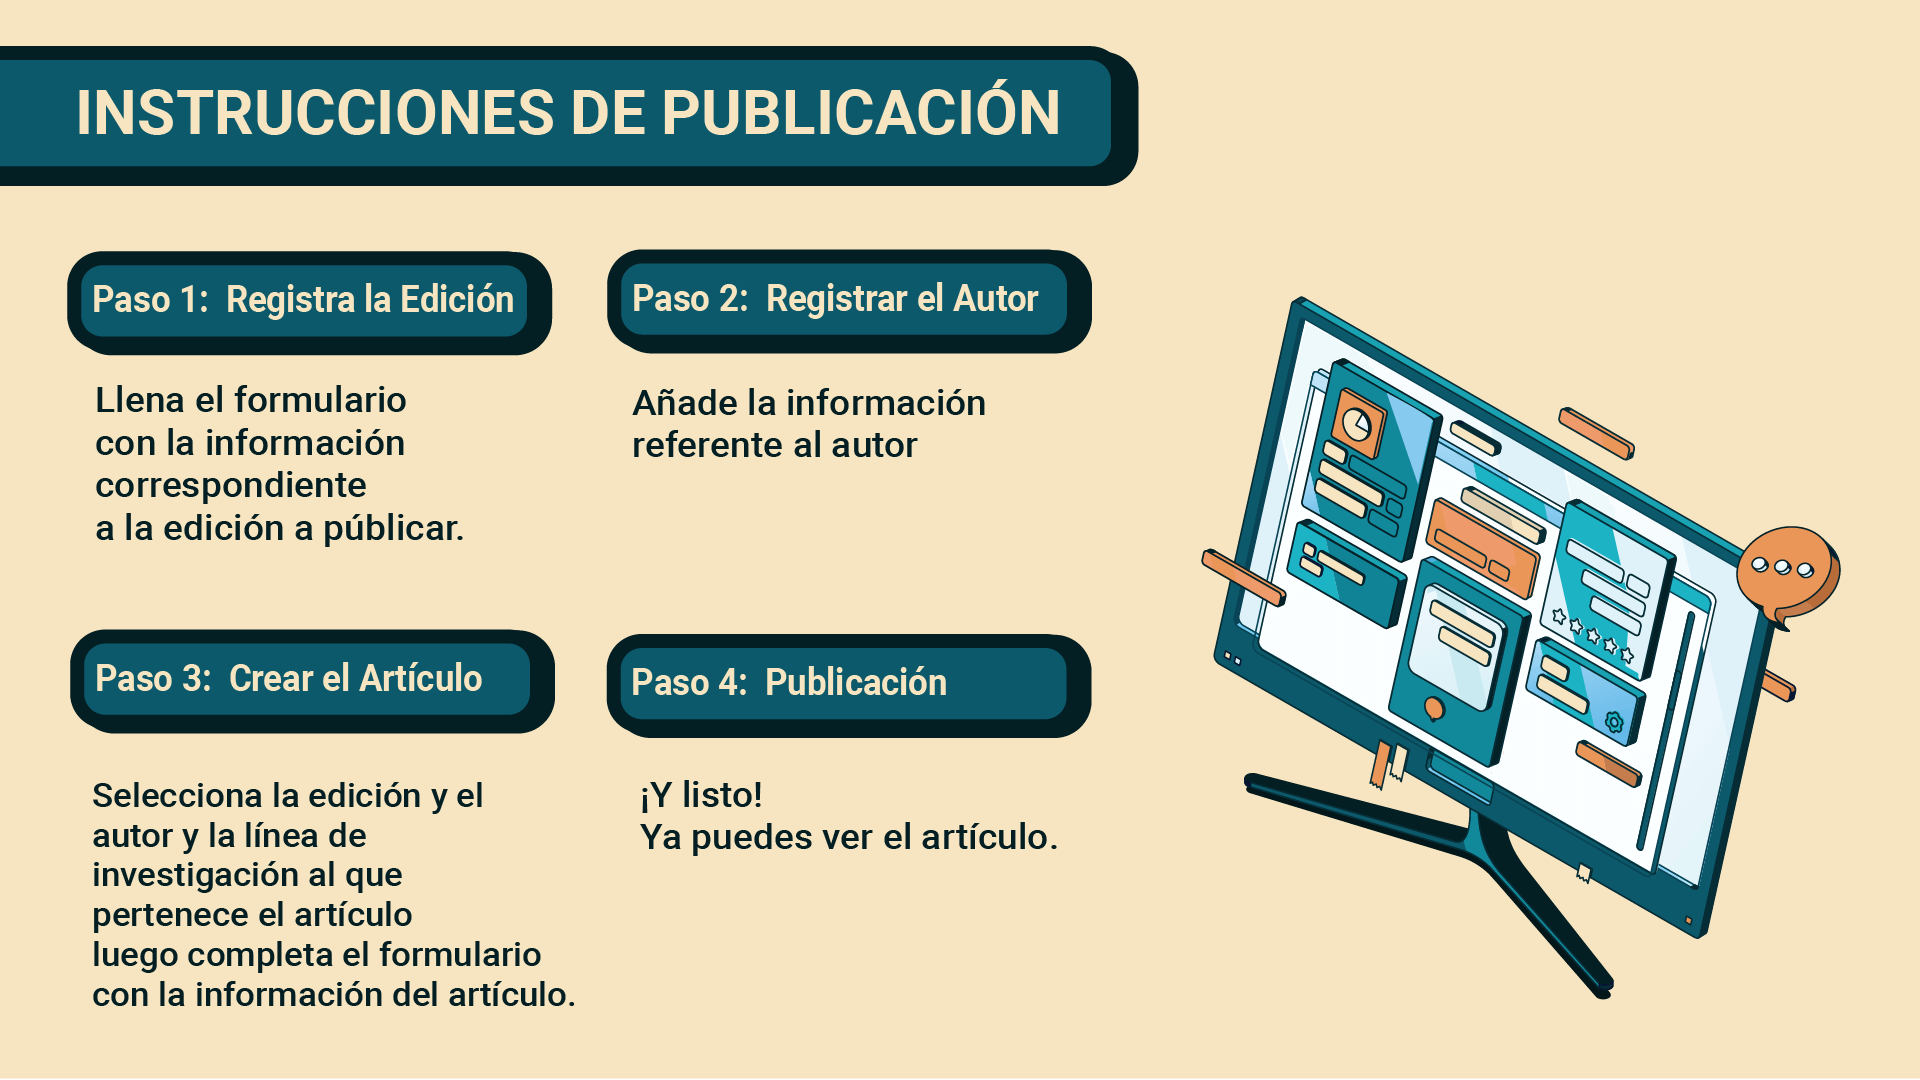 INSTRUCCIONES DE PUBLICACIÓN
Paso 1: Registra la Edición
Llena el formulario
con la información
correspondiente
a la edición a públicar.
Paso 2: Registrar el Autor
Añade la información
referente al autor
Paso 3: Crear el Artículo
Selecciona la edición y el
autor y la línea de
investigación al que
pertenece el artículo
luego completa el formulario
con la información del artículo.
Paso 4: Publicación
¡Y listo!
Ya puedes ver el artículo.